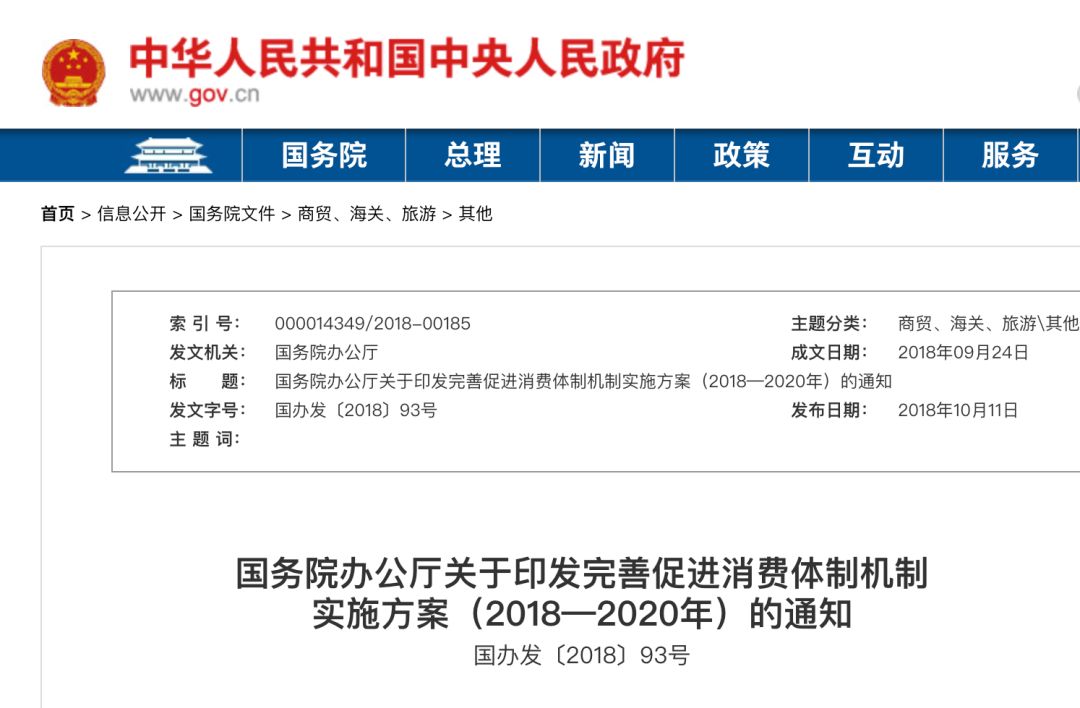 中华人民共和国中央人民政府
www.gov.cn
国务院 总理 新闻 政策 互动 服务
首页 > 信息公开 > 国务院文件 > 商贸、海关、旅游 > 其他
索 引 号： 000014349/2018-00185 主题分类： 商贸、海关、旅游\其他
发文机关： 国务院办公厅 成文日期： 2018年09月24日
标 题： 国务院办公厅关于印发完善促进消费体制机制实施方案（2018—2020年）的通知
发文字号： 国办发〔2018〕93号 发布日期： 2018年10月11日
主 题 词：
国务院办公厅关于印发完善促进消费体制机制
实施方案（2018—2020年）的通知
国办发〔2018〕93号